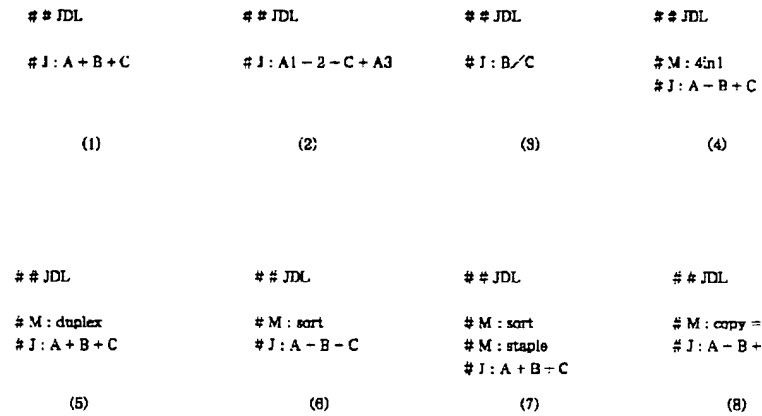 # # JDL
# # JDL
# # JDL
# # JDL
# J : A + B + C
# J : A1 − 2 − C + A3
# J : B／C
# M : 4in1
# J : A − B + C
(1)
(2)
(3)
(4)
# # JDL
# # JDL
# # JDL
# # JDL
# M : duplex
# M : sort
# M : sort
# M : copy =
# J : A + B + C
# J : A − B − C
# M : staple
# J : A − B +
# J : A + B − C
(5)
(6)
(7)
(8)